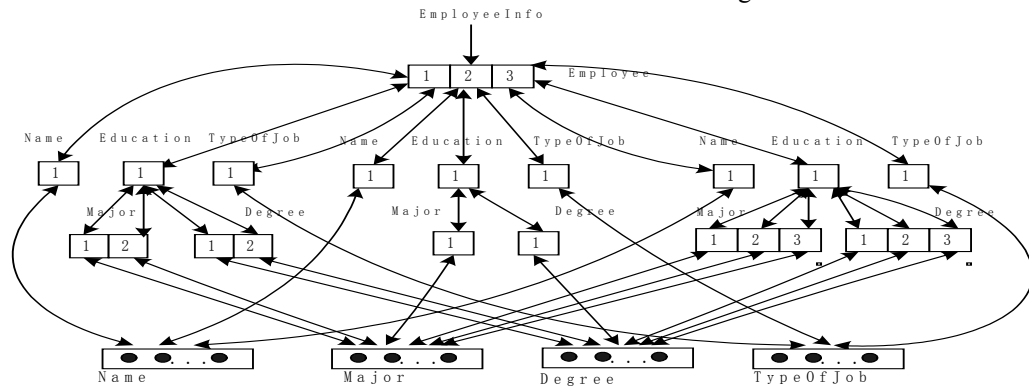 g
EmployeeInfo
1 2 3 Employee
Name Education TypeOfJob Name Education TypeOfJob Name Education TypeOfJob
1 1 1 1 1 1 1 1 1
Major Degree Major Degree Major Degree
1 2 1 2 1 1 1 2 3 1 2 3
. . . . . . . . . . . .
Name Major Degree TypeOfJob